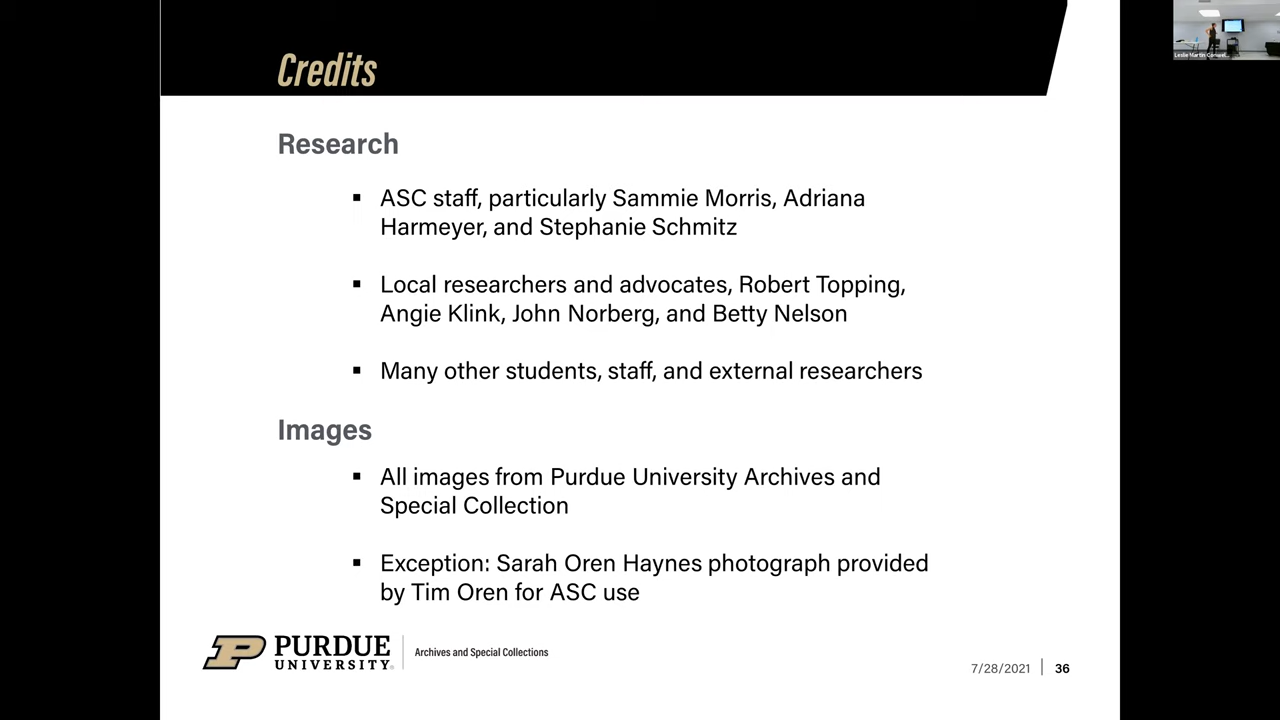 Credits
Research
▪ ASC staff, particularly Sammie Morris, Adriana
Harmeyer, and Stephanie Schmitz
▪ Local researchers and advocates, Robert Topping,
Angie Klink, John Norberg, and Betty Nelson
▪ Many other students, staff, and external researchers
Images
▪ All images from Purdue University Archives and
Special Collection
▪ Exception: Sarah Oren Haynes photograph provided
by Tim Oren for ASC use
P PURDUE
UNIVERSITY®
Archives and Special Collections
7/28/2021 | 36
Leslie Martin